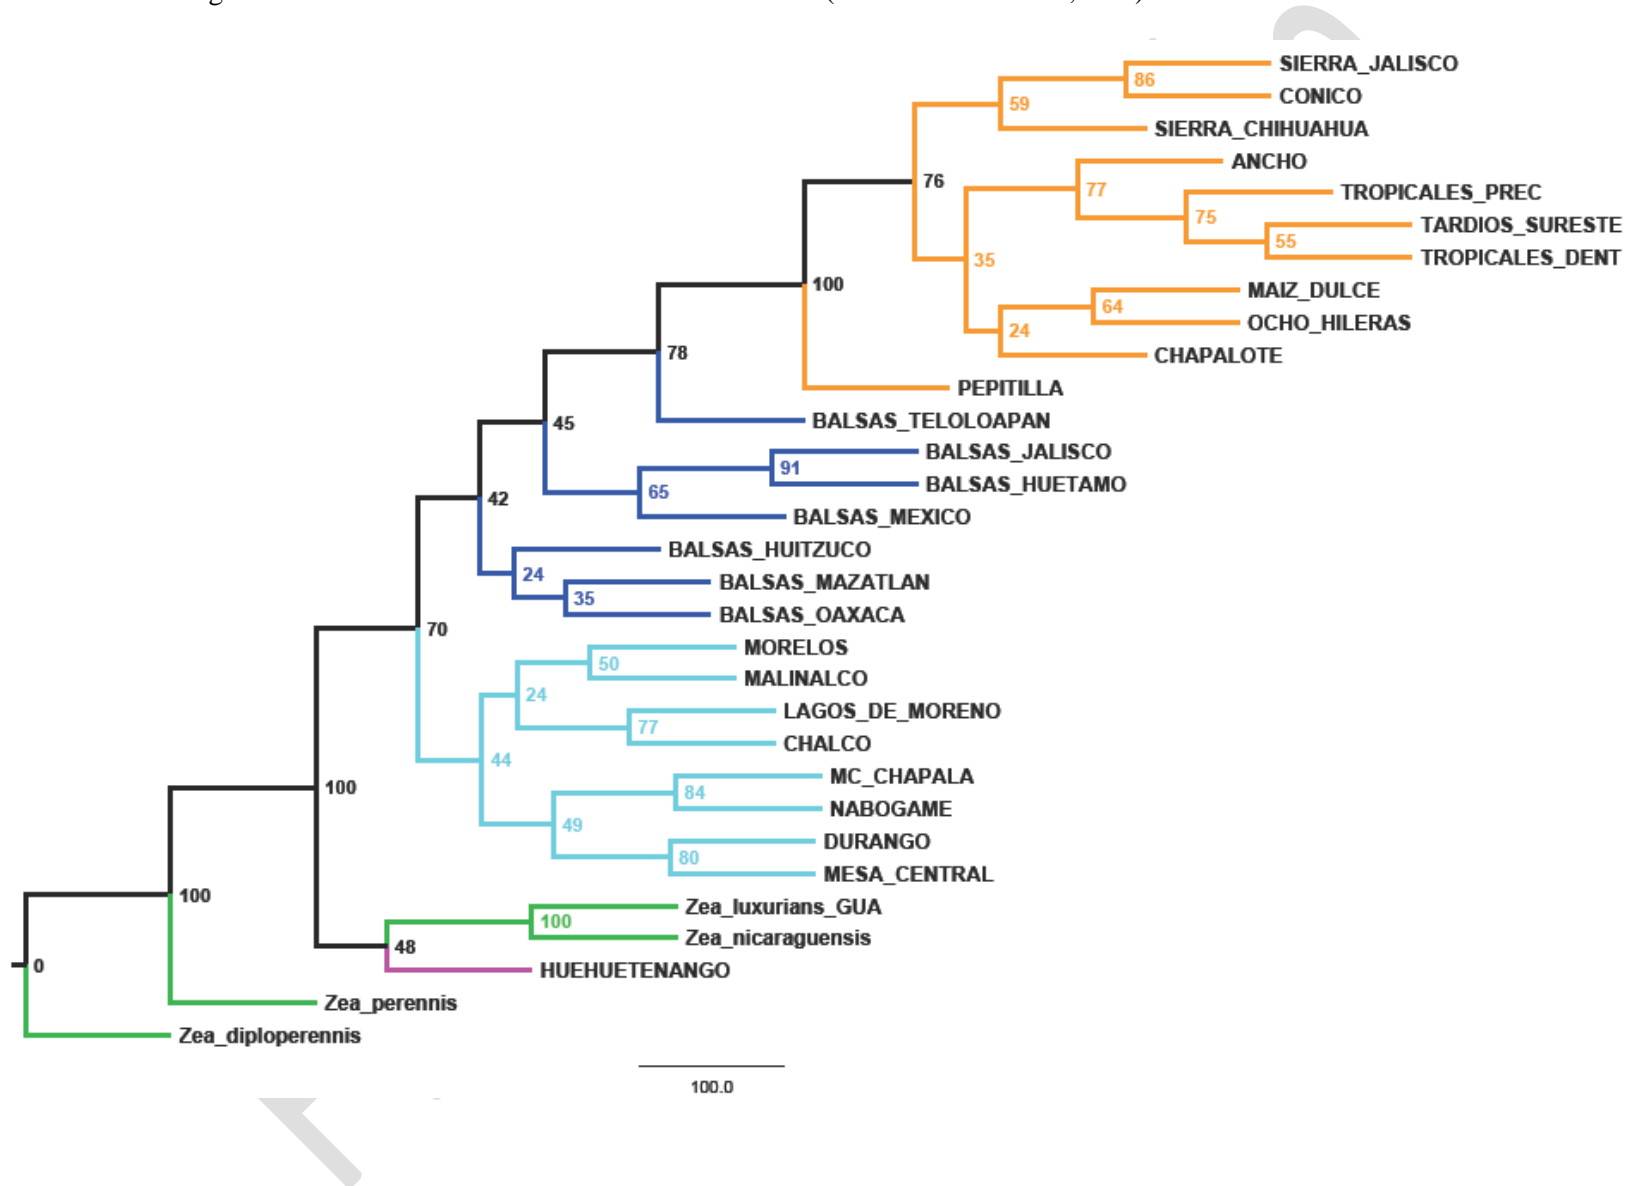 SIERRA_JALISCO
86
CONICO
59
SIERRA_CHIHUAHUA
ANCHO
76
77
TROPICALES_PREC
75
TARDIOS_SURESTE
55
TROPICALES_DENT
35
100
MAIZ_DULCE
64
OCHO_HILERAS
24
CHAPALOTE
78
PEPITILLA
BALSAS_TELOLOAPAN
45
BALSAS_JALISCO
91
BALSAS_HUETAMO
65
42
BALSAS_MEXICO
BALSAS_HUITZUCO
24
BALSAS_MAZATLAN
35
BALSAS_OAXACA
70
MORELOS
50
MALINALCO
24
LAGOS_DE_MORENO
77
CHALCO
44
MC_CHAPALA
100
84
NABOGAME
49
DURANGO
80
MESA_CENTRAL
100
Zea_luxurians_GUA
100
Zea_nicaraguensis
48
0
HUEHUETENANGO
Zea_perennis
Zea_diploperennis
100.0